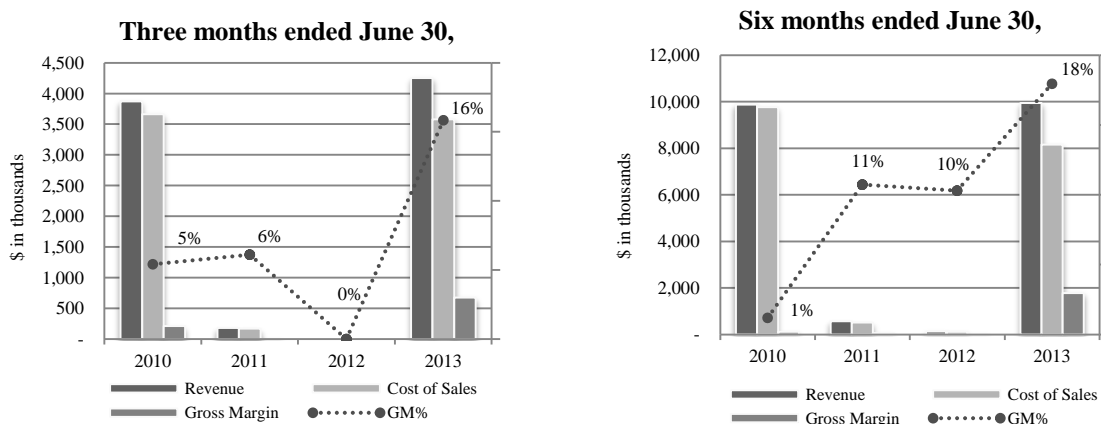 Three months ended June 30,
4,500
4,000
3,500
3,000
2,500
2,000
1,500
1,000
500
-
$ in thousands
5%
6%
0%
16%
2010 2011 2012 2013
Revenue Cost of Sales
Gross Margin GM%
Six months ended June 30,
12,000
10,000
8,000
6,000
4,000
2,000
-
$ in thousands
1%
11%
10%
18%
2010 2011 2012 2013
Revenue Cost of Sales
Gross Margin GM%